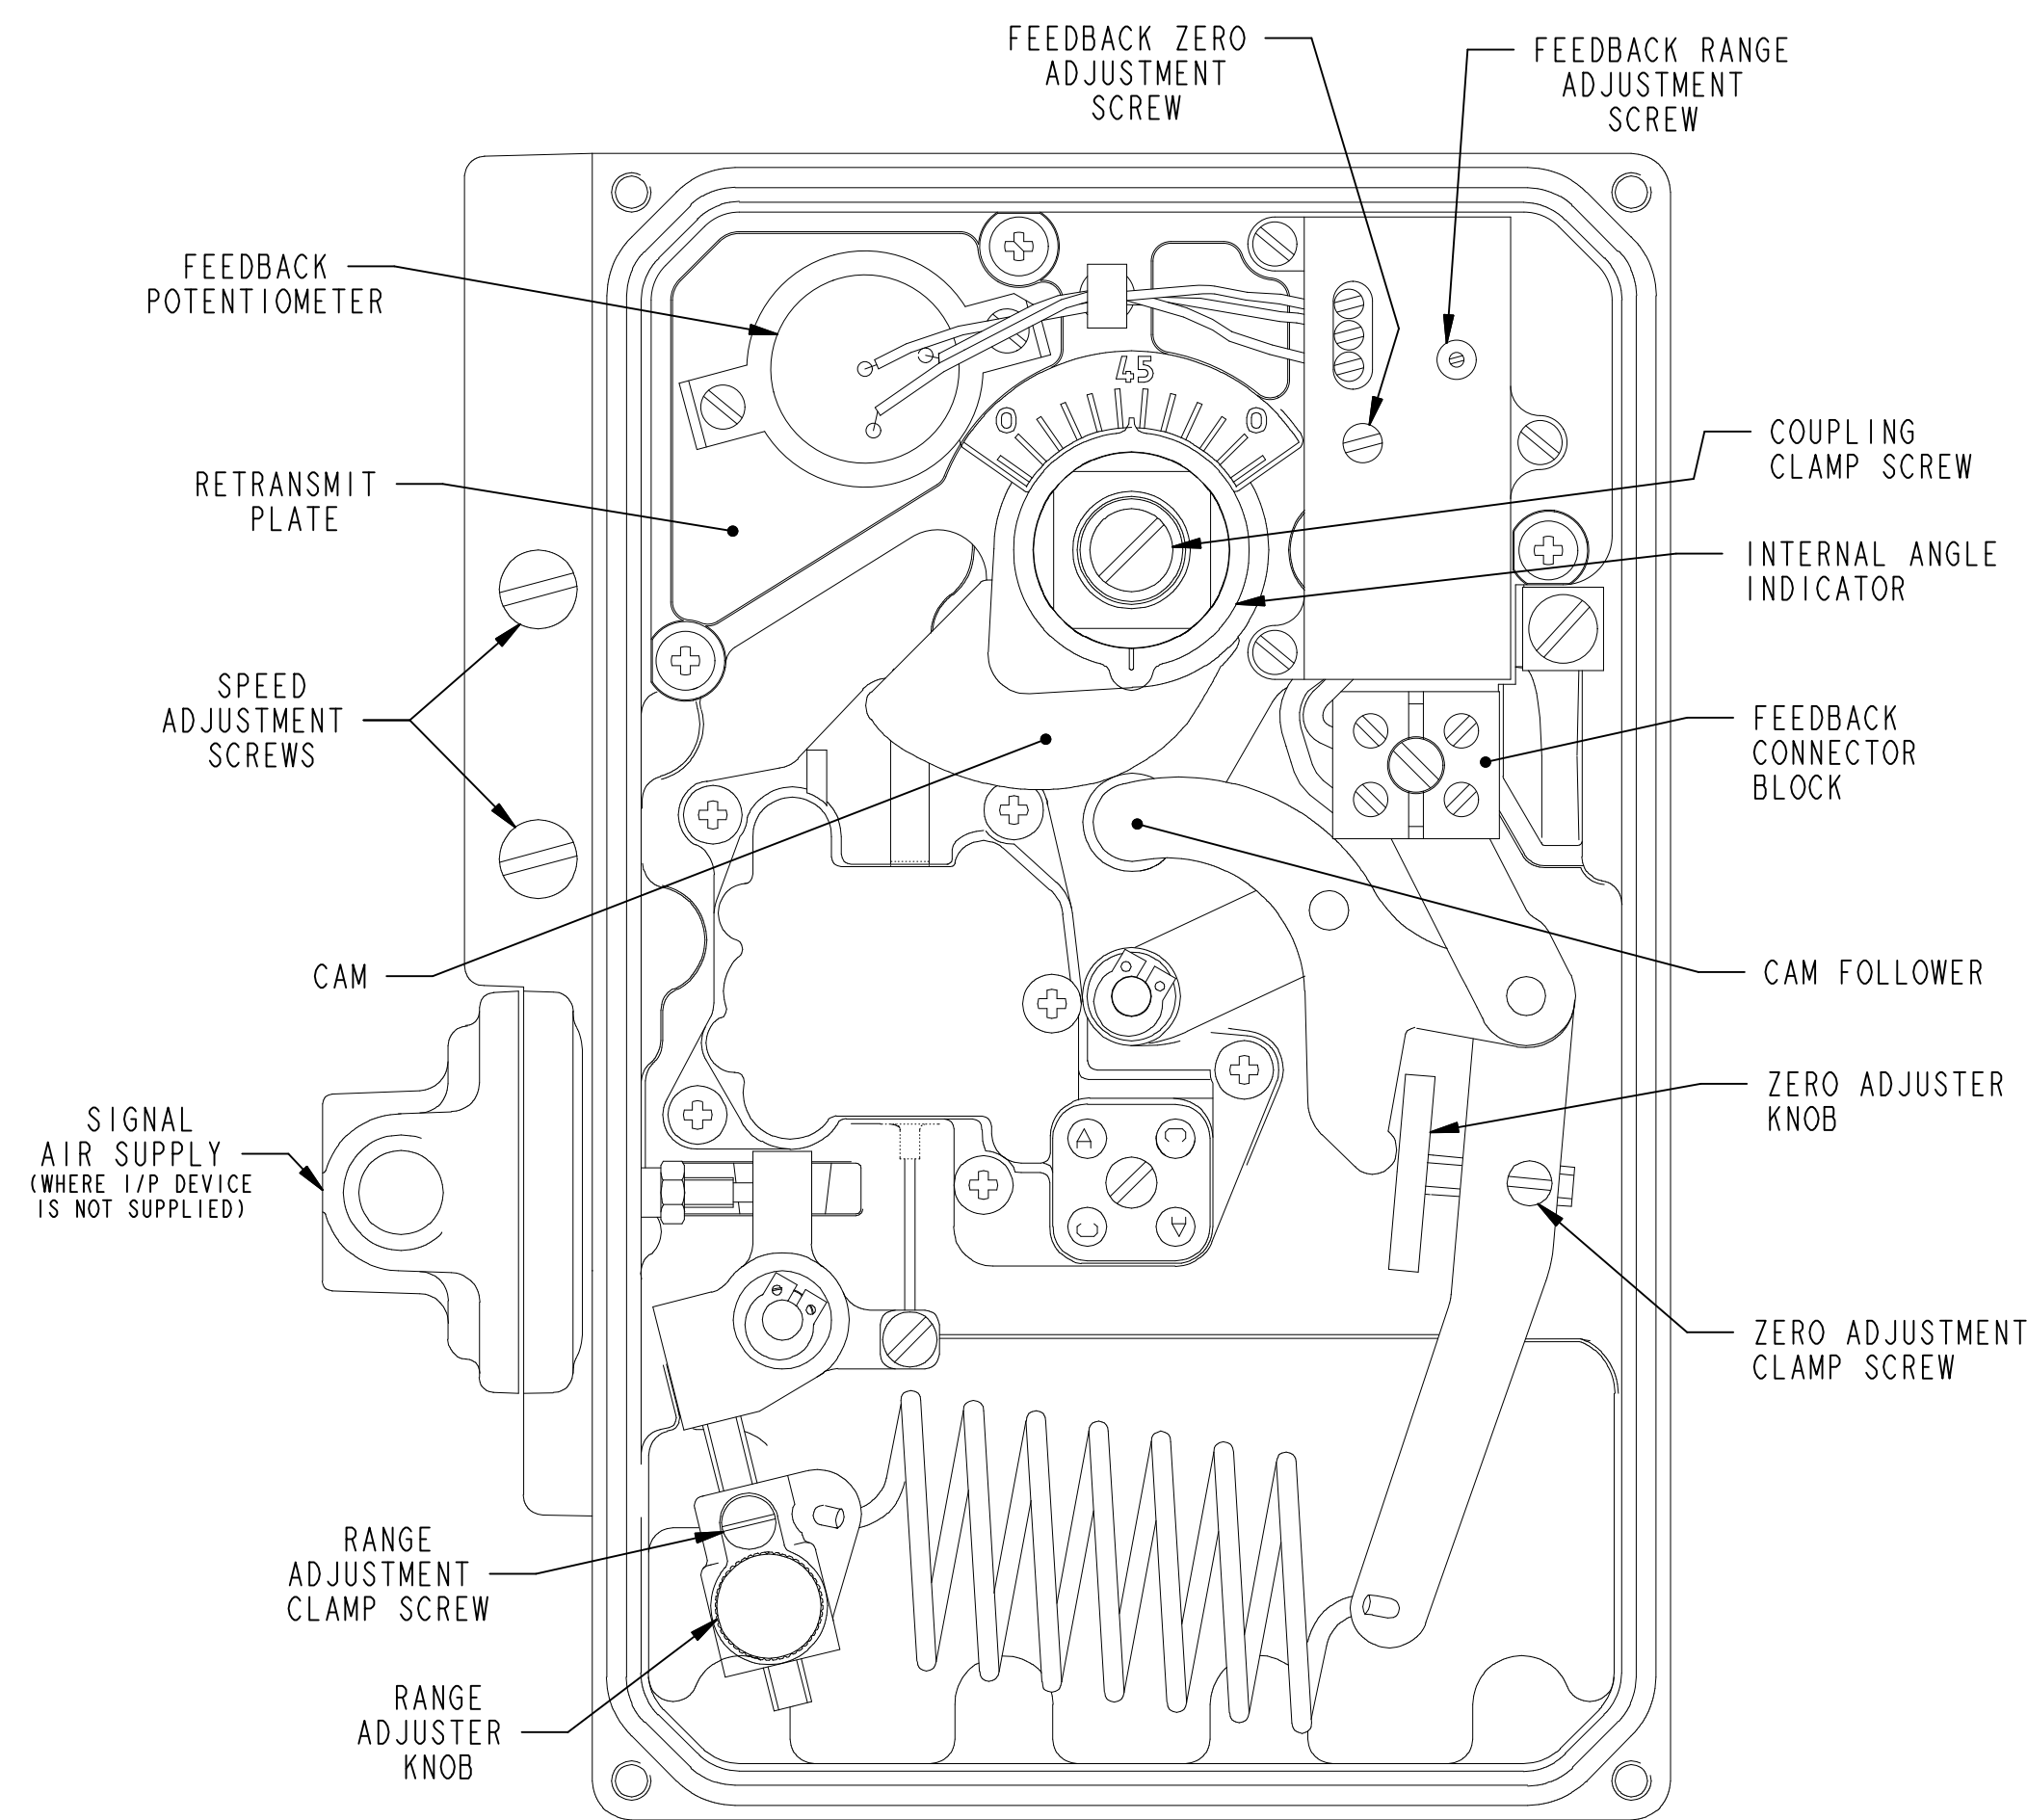 FEEDBACK ZERO
ADJUSTMENT
SCREW
FEEDBACK RANGE
ADJUSTMENT
SCREW
FEEDBACK
POTENTIOMETER
45
0
0
COUPLING
CLAMP SCREW
RETRANSMIT
PLATE
INTERNAL ANGLE
INDICATOR
SPEED
ADJUSTMENT
SCREWS
FEEDBACK
CONNECTOR
BLOCK
CAM
CAM FOLLOWER
ZERO ADJUSTER
KNOB
SIGNAL
AIR SUPPLY
(WHERE I/P DEVICE
IS NOT SUPPLIED)
A
C
C
A
ZERO ADJUSTMENT
CLAMP SCREW
RANGE
ADJUSTMENT
CLAMP SCREW
RANGE
ADJUSTER
KNOB